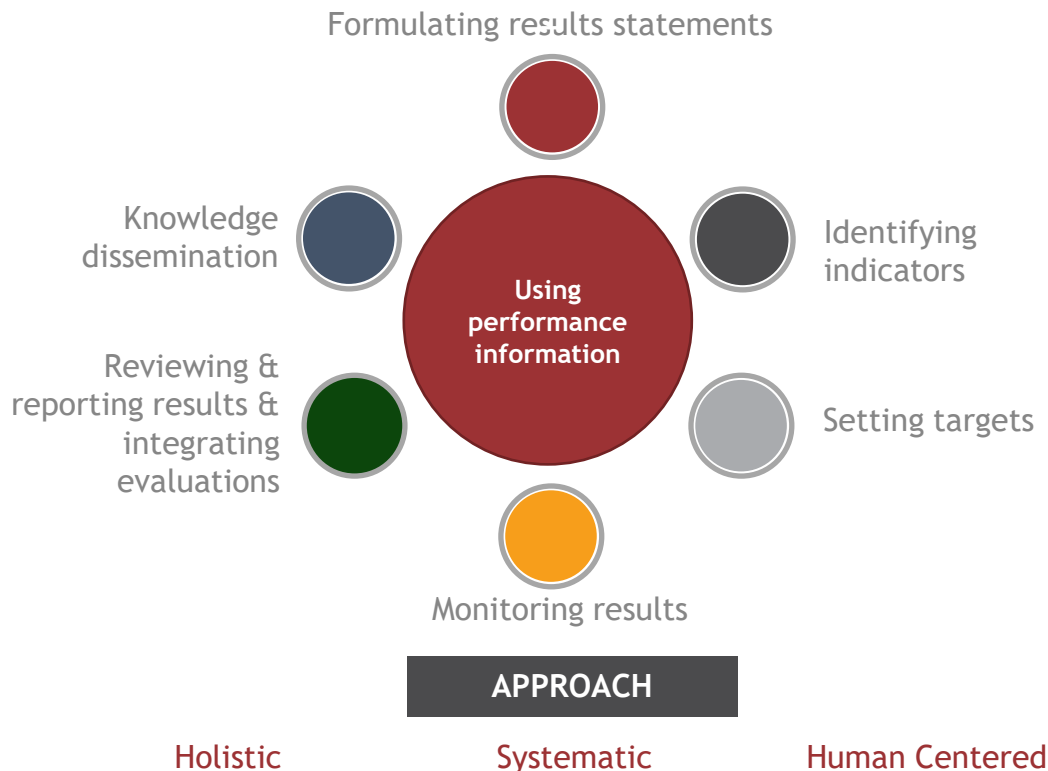 Formulating results statements
Knowledge
dissemination
Identifying
indicators
Using
performance
information
Reviewing &
reporting results &
integrating
evaluations
Setting targets
Monitoring results
APPROACH
Holistic
Systematic
Human Centered